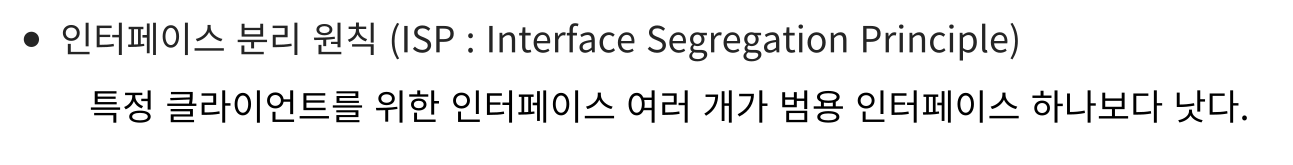 • 인터페이스 분리 원칙 (ISP : Interface Segregation Principle)
특정 클라이언트를 위한 인터페이스 여러 개가 범용 인터페이스 하나보다 낫다.